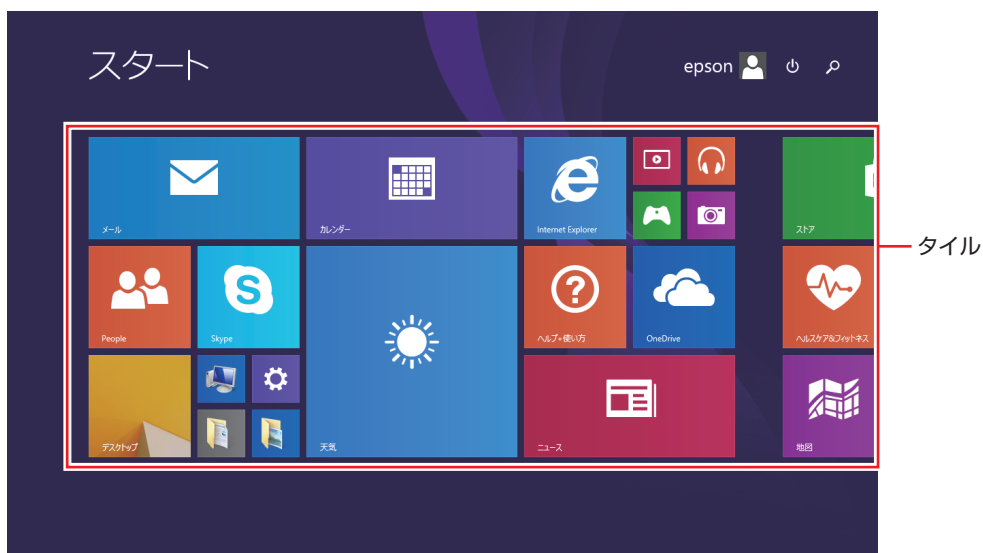 スタート
epson
メール
カレンダー
Internet Explorer
ストア
タイル
People
Skype
ヘルプ+使い方
OneDrive
ヘルスケア&フィットネス
デスクトップ
天気
ニュース
地図